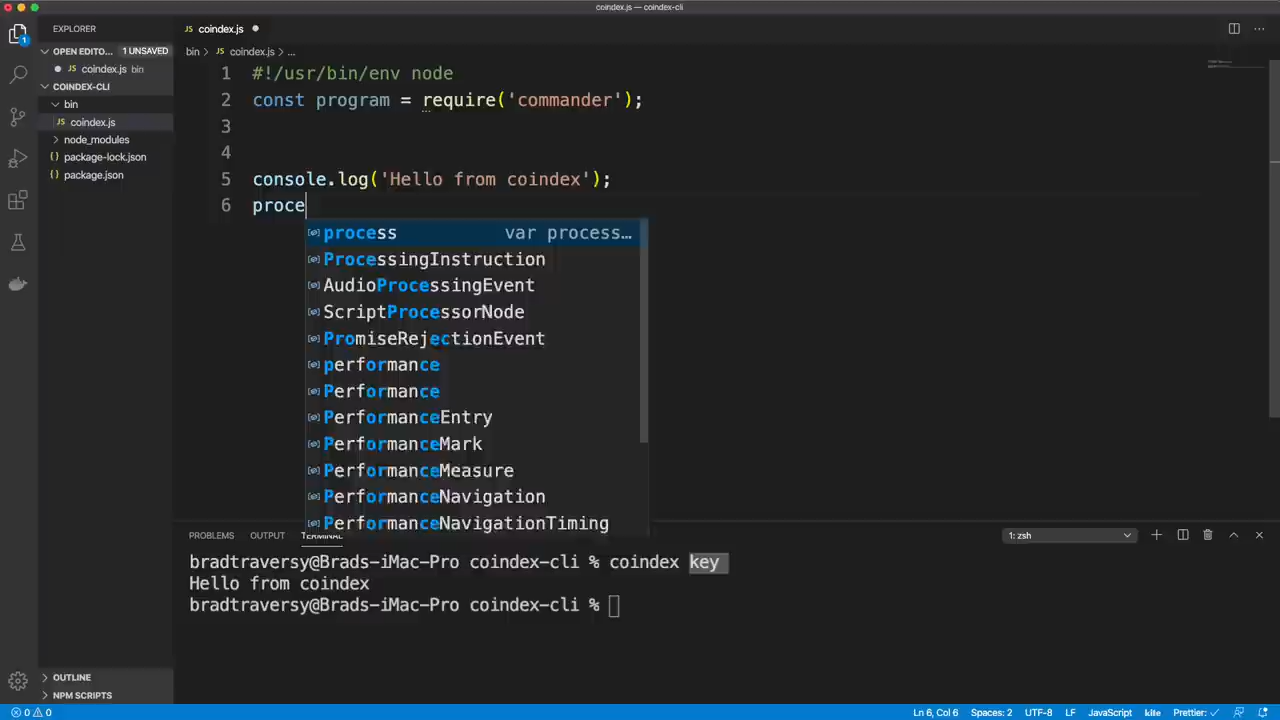 coindex.js — coindex-cli
EXPLORER
OPEN EDITO... 1 UNSAVED
coindex.js bin
COINDEX-CLI
bin
coindex.js
node_modules
package-lock.json
package.json
OUTLINE
NPM SCRIPTS
coindex.js
bin > coindex.js > ...
1 #!/usr/bin/env node
2 const program = require('commander');
3
4
5 console.log('Hello from coindex');
6 proce
process var process...
ProcessingInstruction
AudioProcessingEvent
ScriptProcessorNode
PromiseRejectionEvent
performance
Performance
PerformanceEntry
PerformanceMark
PerformanceMeasure
PerformanceNavigation
PerformanceNavigationTiming
PROBLEMS OUTPUT TERMINAL 1: zsh
bradtraversy@Brads-iMac-Pro coindex-cli % coindex key
Hello from coindex
bradtraversy@Brads-iMac-Pro coindex-cli %
0 0 Ln 6, Col 6 Spaces: 2 UTF-8 LF JavaScript kite Prettier: ✓